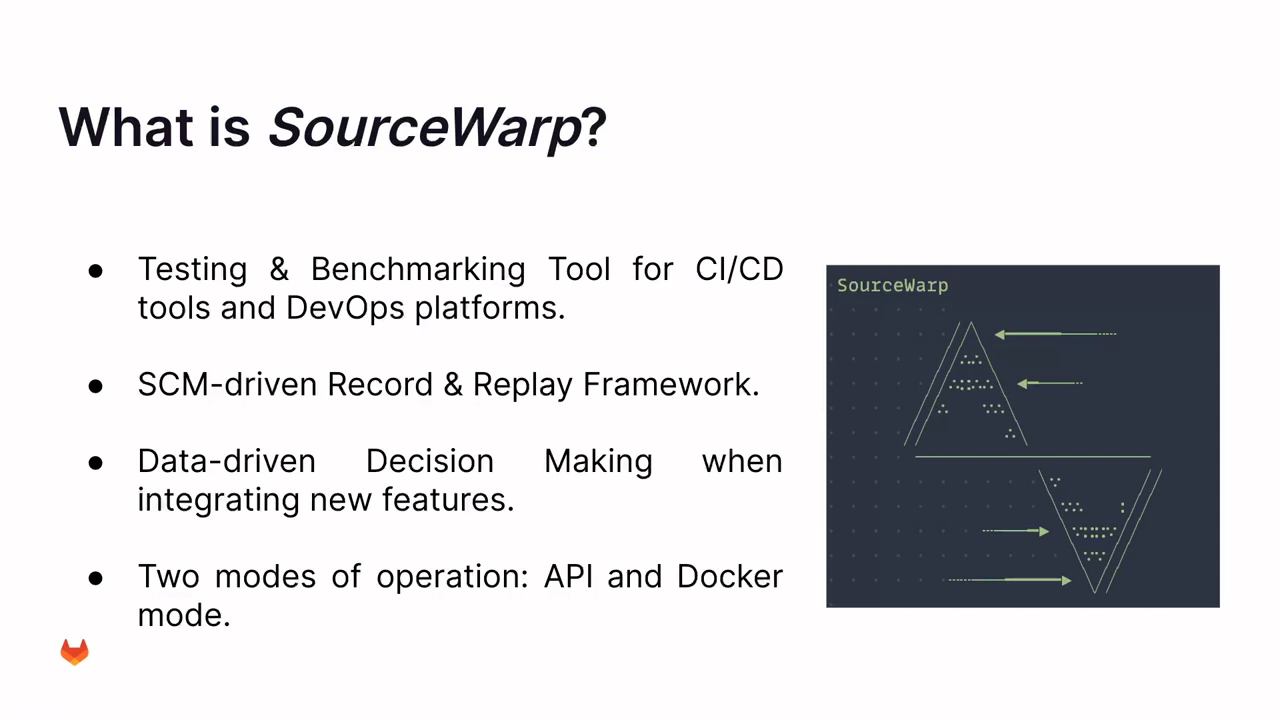 What is SourceWarp?
● Testing & Benchmarking Tool for CI/CD
tools and DevOps platforms.
● SCM-driven Record & Replay Framework.
● Data-driven Decision Making when
integrating new features.
● Two modes of operation: API and Docker
mode.
SourceWarp